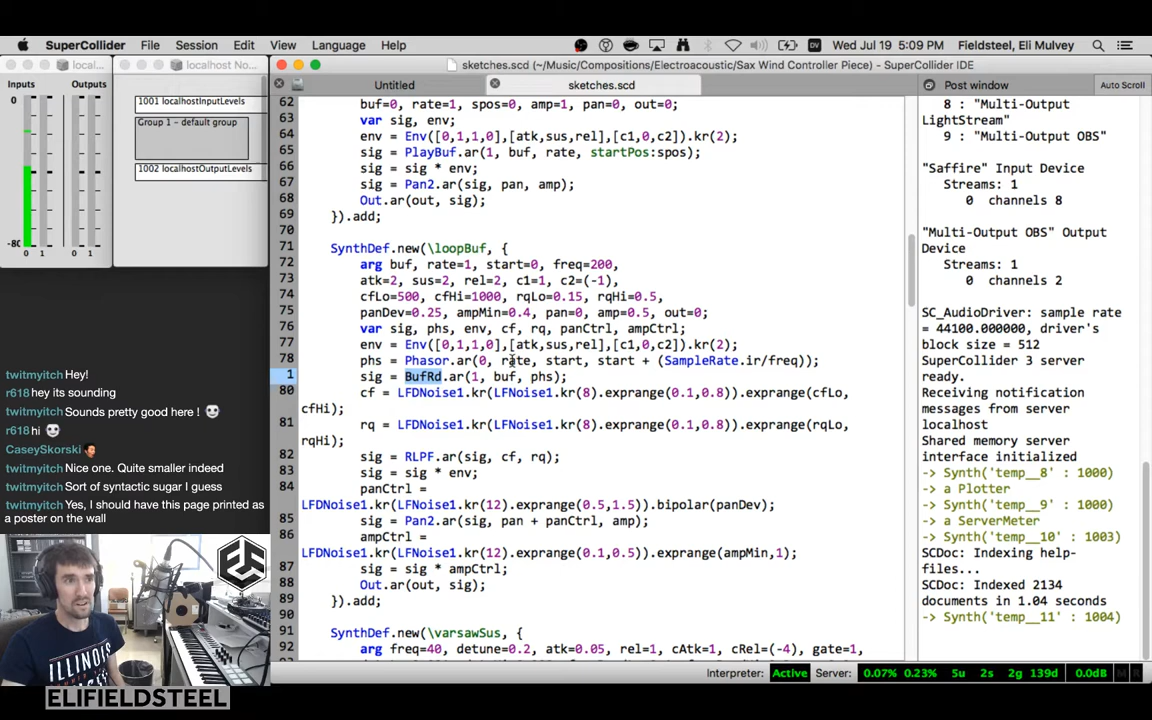 SuperCollider File Session Edit View Language Help
DV Wed Jul 19 5:09 PM Fieldsteel, Eli Mulvey
local...
localhost No...
sketches.scd (~/Music/Compositions/Electroacoustic/Sax Wind Controller Piece) - SuperCollider IDE
Inputs Outputs
0
-80
0 1 0 1
1001 localhostInputLevels
Group 1 - default group
1002 localhostOutputLevels
twitmyitch Hey!
r618 hey its sounding
twitmyitch Sounds pretty good here !
r618 hi
CaseySkorski
twitmyitch Nice one. Quite smaller indeed
twitmyitch Sort of syntactic sugar I guess
twitmyitch Yes, I should have this page printed as
a poster on the wall
EFS
ILLINOIS
ELIFIELDSTEEL
Untitled
sketches.scd
62 buf=0, rate=1, spos=0, amp=1, pan=0, out=0;
63 var sig, env;
64 env = Env([0,1,1,0],[atk,sus,rel],[c1,0,c2]).kr(2);
65 sig = PlayBuf.ar(1, buf, rate, startPos:spos);
66 sig = sig * env;
67 sig = Pan2.ar(sig, pan, amp);
68 Out.ar(out, sig);
69 }).add;
70
71 SynthDef.new(\loopBuf, {
72 arg buf, rate=1, start=0, freq=200,
73 atk=2, sus=2, rel=2, c1=1, c2=(-1),
74 cfLo=500, cfHi=1000, rqLo=0.15, rqHi=0.5,
75 panDev=0.25, ampMin=0.4, pan=0, amp=0.5, out=0;
76 var sig, phs, env, cf, rq, panCtrl, ampCtrl;
77 env = Env([0,1,1,0],[atk,sus,rel],[c1,0,c2]).kr(2);
78 phs = Phasor.ar(0, rate, start, start + (SampleRate.ir/freq));
1 sig = BufRd.ar(1, buf, phs);
80 cf = LFDNoise1.kr(LFNoise1.kr(8).exprange(0.1,0.8)).exprange(cfLo,
cfHi);
81 rq = LFDNoise1.kr(LFNoise1.kr(8).exprange(0.1,0.8)).exprange(rqLo,
rqHi);
82 sig = RLPF.ar(sig, cf, rq);
83 sig = sig * env;
84 panCtrl =
LFDNoise1.kr(LFNoise1.kr(12).exprange(0.5,1.5)).bipolar(panDev);
85 sig = Pan2.ar(sig, pan + panCtrl, amp);
86 ampCtrl =
LFDNoise1.kr(LFNoise1.kr(12).exprange(0.1,0.5)).exprange(ampMin,1);
87 sig = sig * ampCtrl;
88 Out.ar(out, sig);
89 }).add;
90
91 SynthDef.new(\varsawSus, {
92 arg freq=40, detune=0.2, atk=0.05, rel=1, cAtk=1, cRel=(-4), gate=1,
Post window Auto Scroll
8 : "Multi-Output
LightStream"
9 : "Multi-Output OBS"
"Saffire" Input Device
Streams: 1
0 channels 8
"Multi-Output OBS" Output
Device
Streams: 1
0 channels 2
SC_AudioDriver: sample rate
= 44100.000000, driver's
block size = 512
SuperCollider 3 server
ready.
Receiving notification
messages from server
localhost
Shared memory server
interface initialized
-> Synth('temp__8' : 1000)
-> a Plotter
-> Synth('temp__9' : 1000)
-> a ServerMeter
-> Synth('temp__10' : 1003)
SCDoc: Indexing help-
files...
SCDoc: Indexed 2134
documents in 1.04 seconds
-> Synth('temp__11' : 1004)
Interpreter: Active Server: 0.07% 0.23% 5u 2s 2g 139d 0.0dB M R